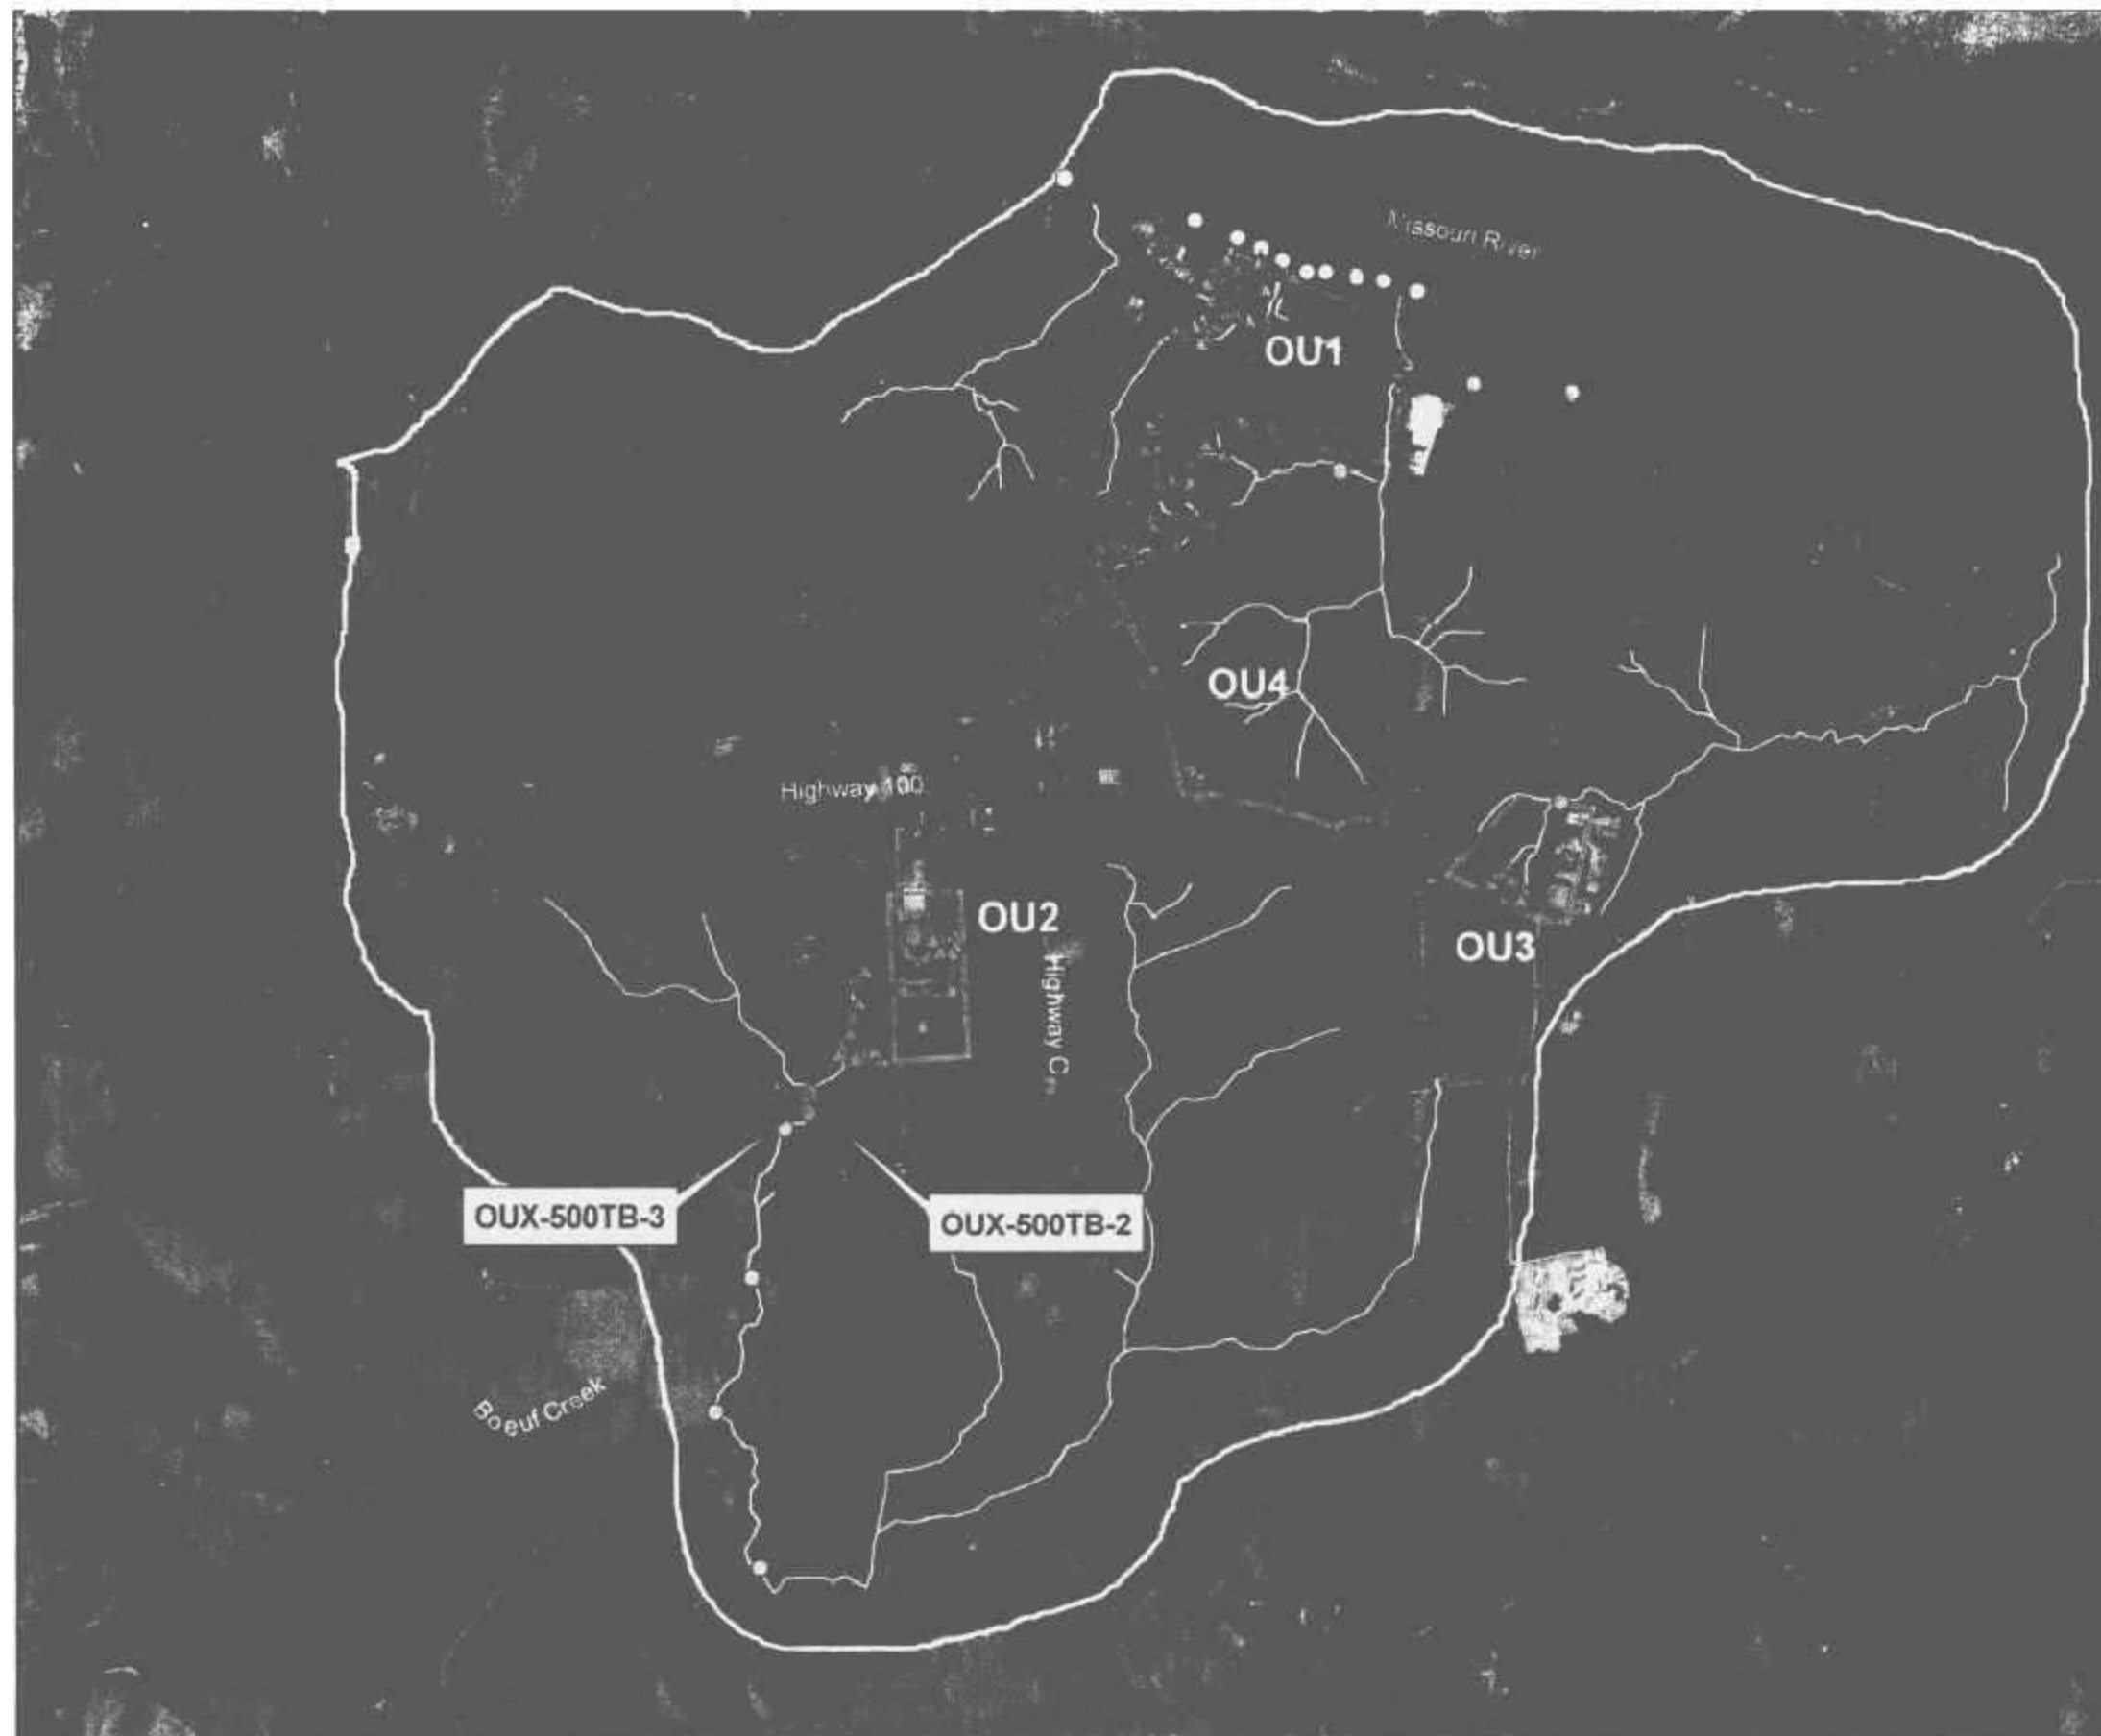 Missouri River
OU1
OU4
Highway 100
OU2
OU3
Highway C
OUX-500TB-3
OUX-500TB-2
Boeuf Creek